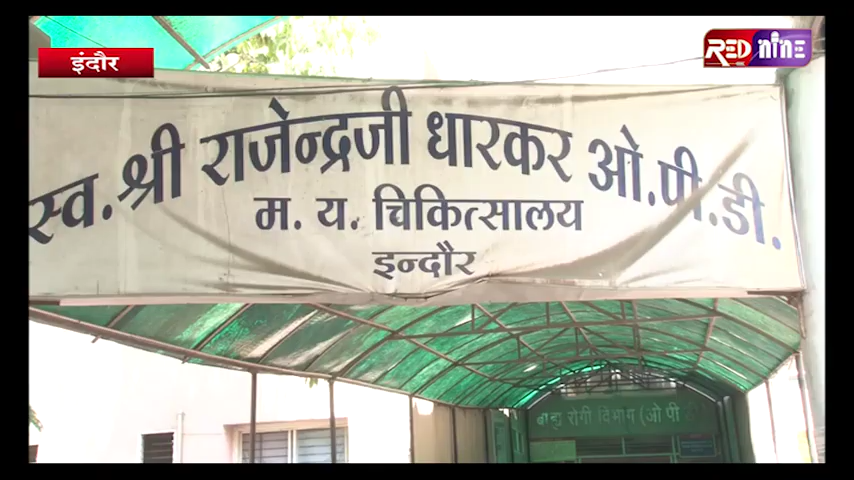 इंदौर
RED NINE
स्व. श्री राजेन्द्रजी धारकर ओ.पी.डी.
म. य. चिकित्सालय
इन्दौर
बाह्य रोगी विभाग (ओ पी